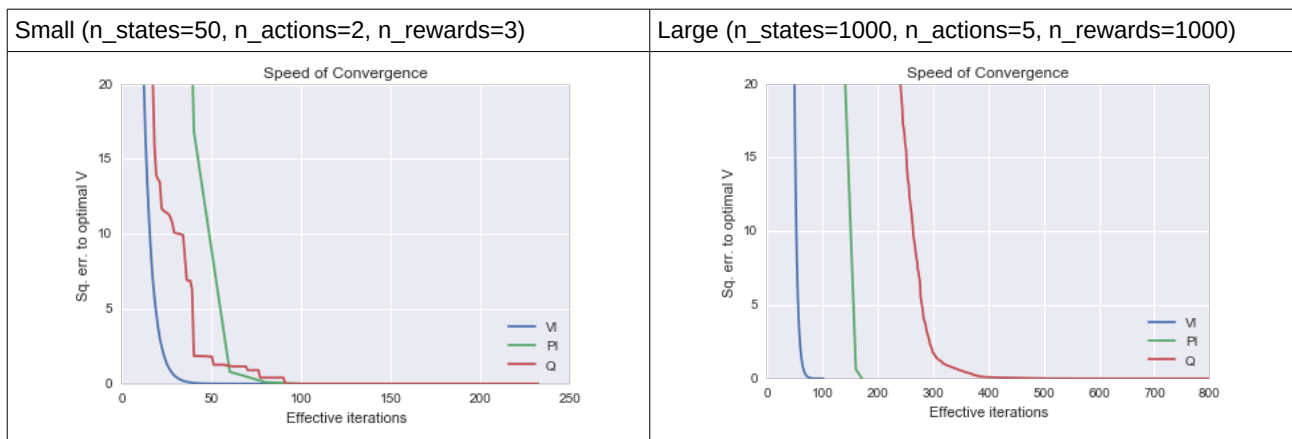 Small (n_states=50, n_actions=2, n_rewards=3)
Large (n_states=1000, n_actions=5, n_rewards=1000)
Speed of Convergence
20
15
10
5
0
Sq. err. to optimal V
VI
PI
Q
0 50 100 150 200 250
Effective iterations
Speed of Convergence
20
15
10
5
0
Sq. err. to optimal V
VI
PI
Q
0 100 200 300 400 500 600 700 800
Effective iterations